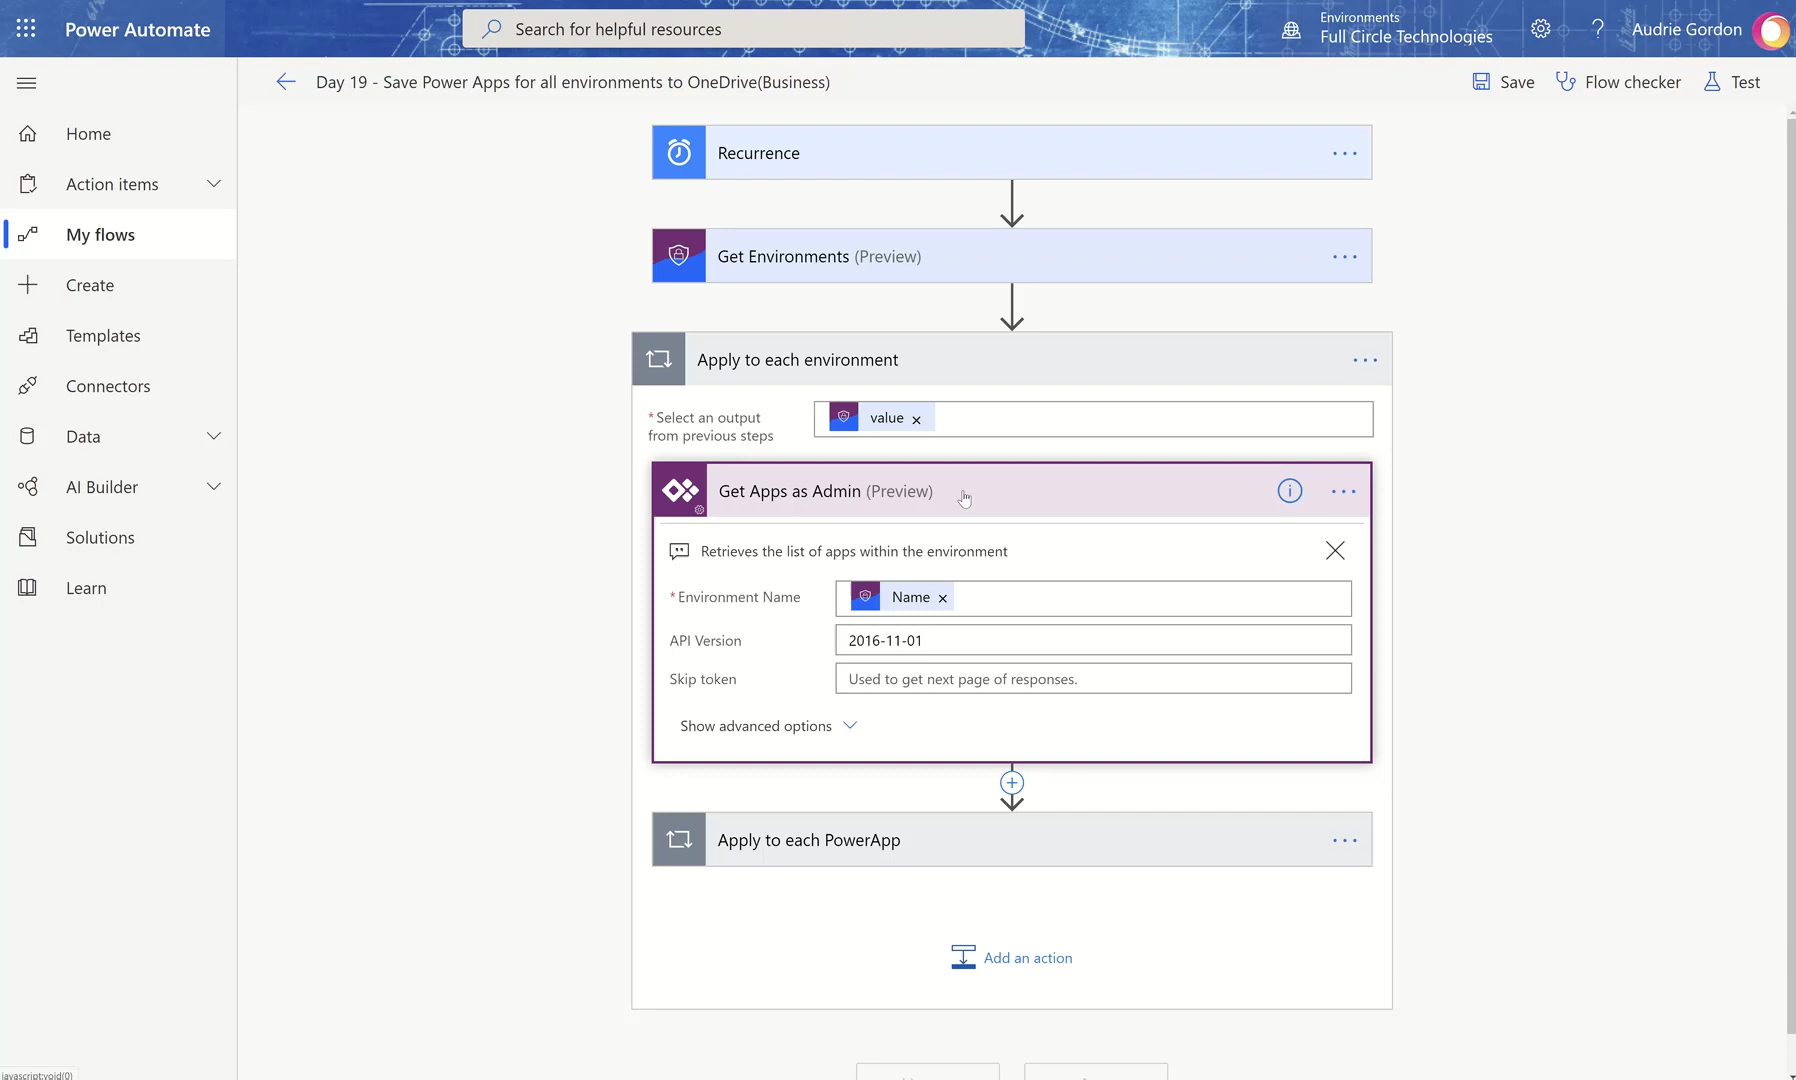 Power Automate
Search for helpful resources
Environments
Full Circle Technologies
Audrie Gordon
Day 19 - Save Power Apps for all environments to OneDrive(Business)
Save
Flow checker
Test
Home
Action items
My flows
Create
Templates
Connectors
Data
AI Builder
Solutions
Learn
Recurrence
Get Environments (Preview)
Apply to each environment
*Select an output
from previous steps
value ×
Get Apps as Admin (Preview)
Retrieves the list of apps within the environment
*Environment Name
Name ×
API Version
2016-11-01
Skip token
Used to get next page of responses.
Show advanced options
Apply to each PowerApp
Add an action
javascript:void(0)